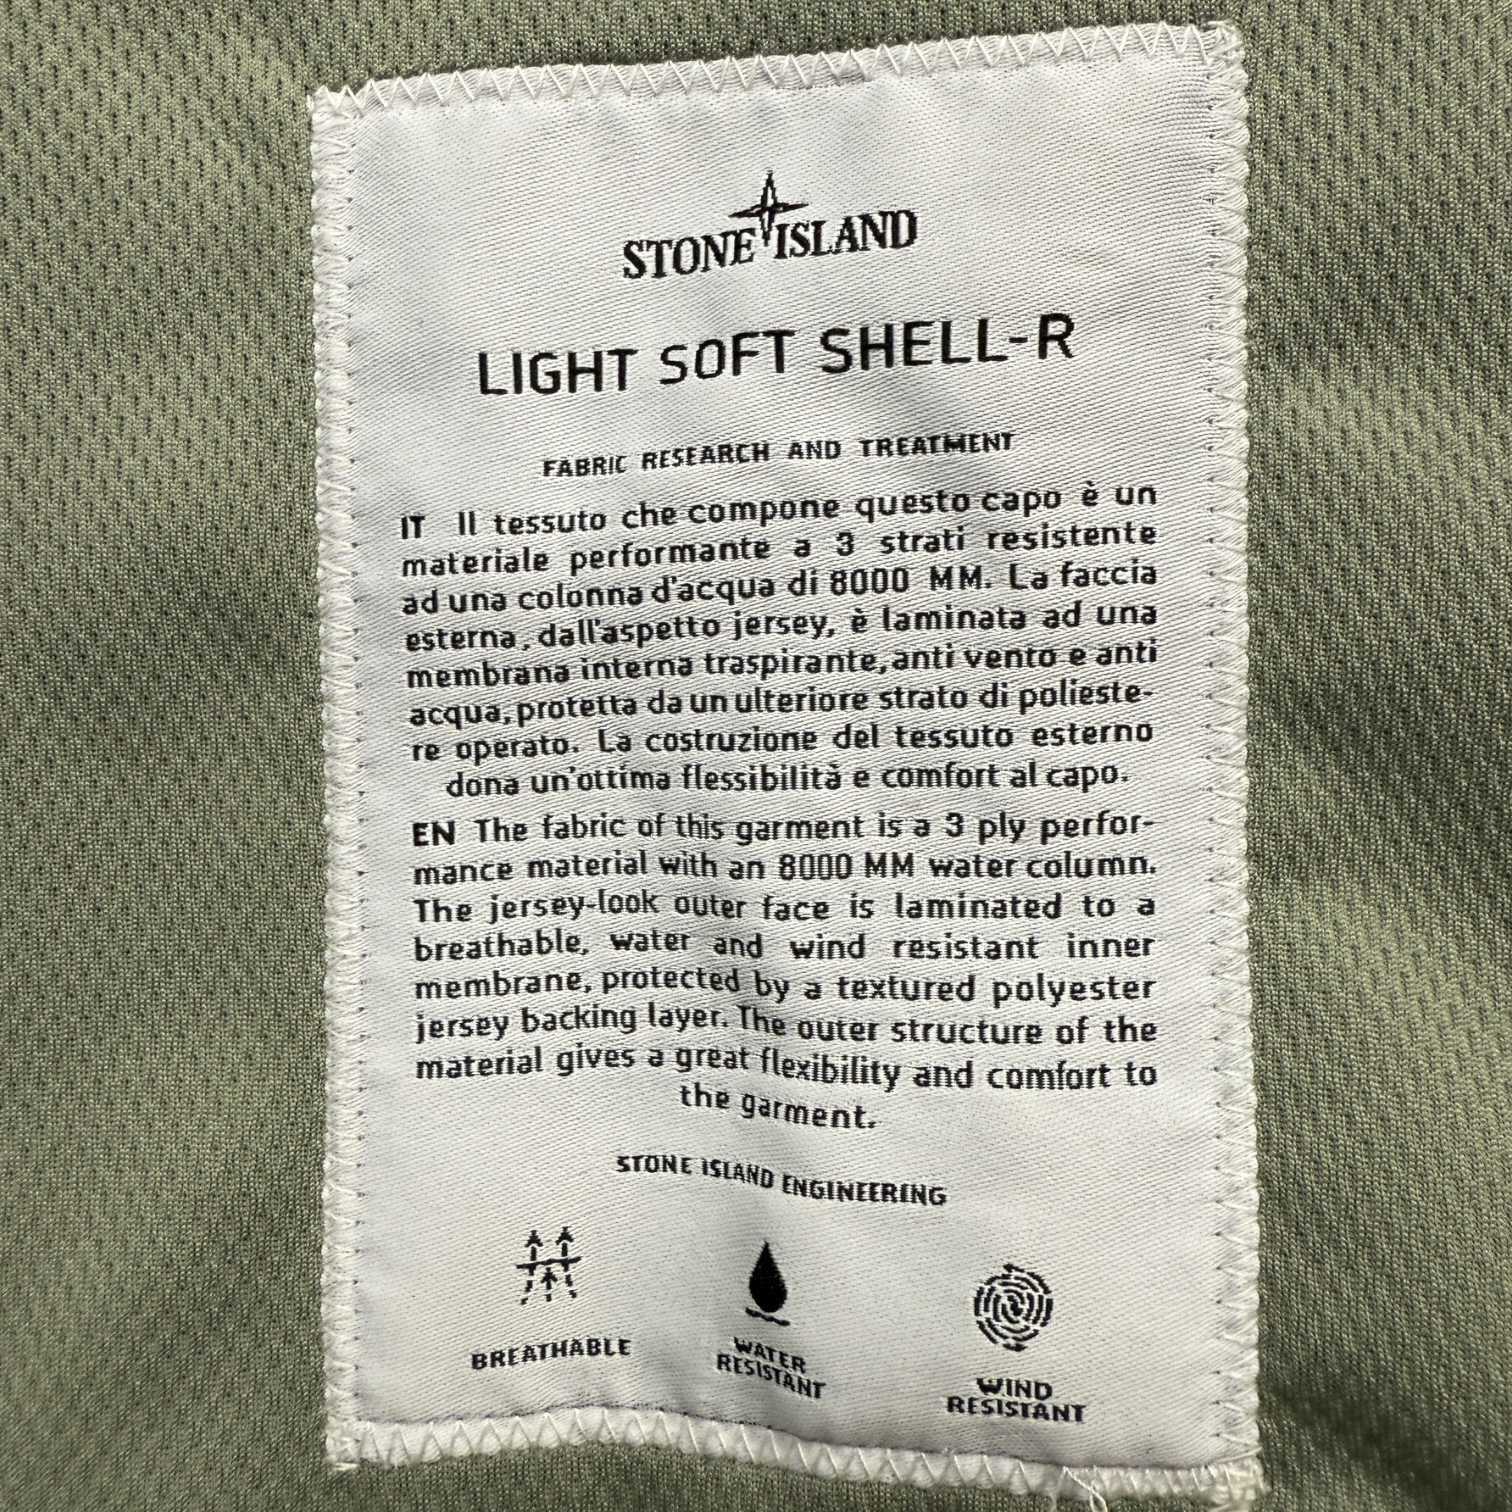 STONE ISLAND
LIGHT SOFT SHELL-R
FABRIC RESEARCH AND TREATMENT
IT Il tessuto che compone questo capo è un
materiale performante a 3 strati resistente
ad una colonna d'acqua di 8000 MM. La faccia
esterna, dall'aspetto jersey, è laminata ad una
membrana interna traspirante, anti vento e anti
acqua, protetta da un ulteriore strato di polieste-
re operato. La costruzione del tessuto esterno
dona un'ottima flessibilità e comfort al capo.
EN The fabric of this garment is a 3 ply perfor-
mance material with an 8000 MM water column.
The jersey-look outer face is laminated to a
breathable, water and wind resistant inner
membrane, protected by a textured polyester
jersey backing layer. The outer structure of the
material gives a great flexibility and comfort to
the garment.
STONE ISLAND ENGINEERING
BREATHABLE
WATER
RESISTANT
WIND
RESISTANT